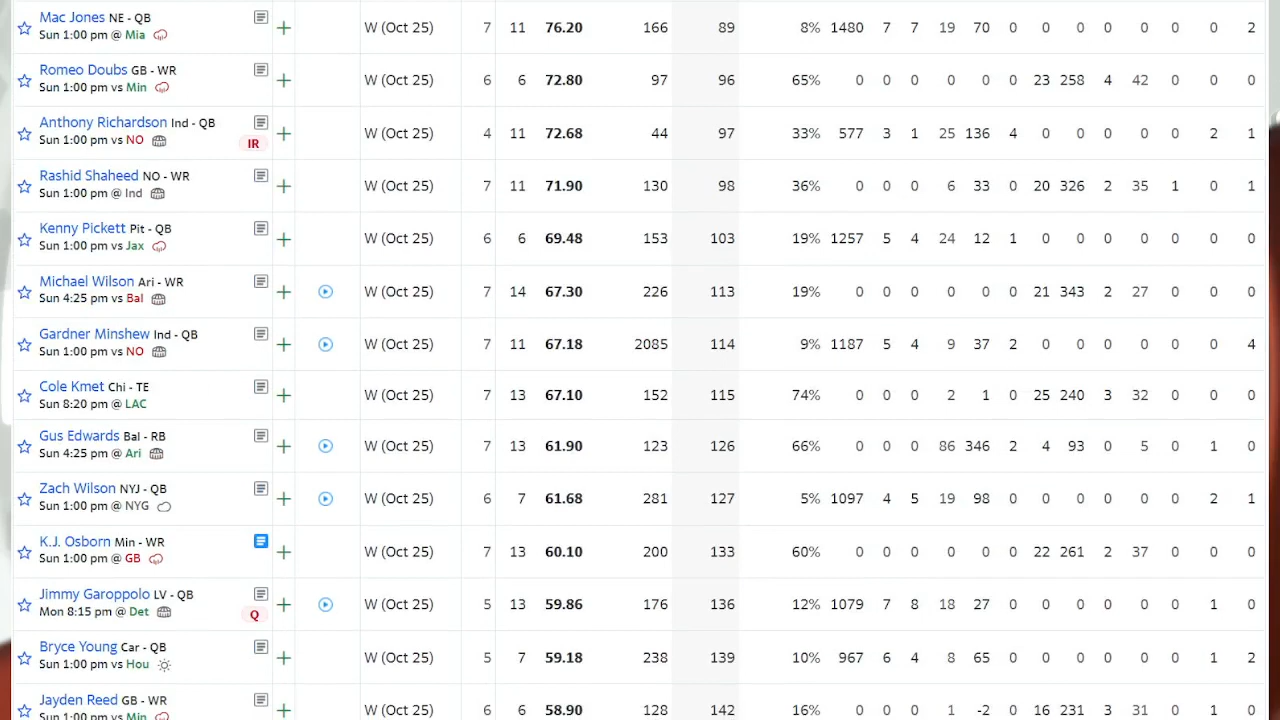 Mac Jones NE - QB
Sun 1:00 pm @ Mia
W (Oct 25) 7 11 76.20 166 89 8% 1480 7 7 19 70 0 0 0 0 0 0 0 2
Romeo Doubs GB - WR
Sun 1:00 pm vs Min
W (Oct 25) 6 6 72.80 97 96 65% 0 0 0 0 0 0 23 258 4 42 0 0 0
Anthony Richardson Ind - QB
Sun 1:00 pm vs NO
IR
W (Oct 25) 4 11 72.68 44 97 33% 577 3 1 25 136 4 0 0 0 0 0 2 1
Rashid Shaheed NO - WR
Sun 1:00 pm @ Ind
W (Oct 25) 7 11 71.90 130 98 36% 0 0 0 6 33 0 20 326 2 35 1 0 1
Kenny Pickett Pit - QB
Sun 1:00 pm vs Jax
W (Oct 25) 6 6 69.48 153 103 19% 1257 5 4 24 12 1 0 0 0 0 0 0 0
Michael Wilson Ari - WR
Sun 4:25 pm vs Bal
W (Oct 25) 7 14 67.30 226 113 19% 0 0 0 0 0 0 21 343 2 27 0 0 0
Gardner Minshew Ind - QB
Sun 1:00 pm vs NO
W (Oct 25) 7 11 67.18 2085 114 9% 1187 5 4 9 37 2 0 0 0 0 0 0 4
Cole Kmet Chi - TE
Sun 8:20 pm @ LAC
W (Oct 25) 7 13 67.10 152 115 74% 0 0 0 2 1 0 25 240 3 32 0 0 0
Gus Edwards Bal - RB
Sun 4:25 pm @ Ari
W (Oct 25) 7 13 61.90 123 126 66% 0 0 0 86 346 2 4 93 0 5 0 1 0
Zach Wilson NYJ - QB
Sun 1:00 pm @ NYG
W (Oct 25) 6 7 61.68 281 127 5% 1097 4 5 19 98 0 0 0 0 0 0 2 1
K.J. Osborn Min - WR
Sun 1:00 pm @ GB
W (Oct 25) 7 13 60.10 200 133 60% 0 0 0 0 0 0 22 261 2 37 0 0 0
Jimmy Garoppolo LV - QB
Mon 8:15 pm @ Det
Q
W (Oct 25) 5 13 59.86 176 136 12% 1079 7 8 18 27 0 0 0 0 0 0 1 0
Bryce Young Car - QB
Sun 1:00 pm vs Hou
W (Oct 25) 5 7 59.18 238 139 10% 967 6 4 8 65 0 0 0 0 0 0 1 2
Jayden Reed GB - WR
Sun 1:00 pm vs Min
W (Oct 25) 6 6 58.90 128 142 16% 0 0 0 1 -2 0 16 231 3 31 0 1 0